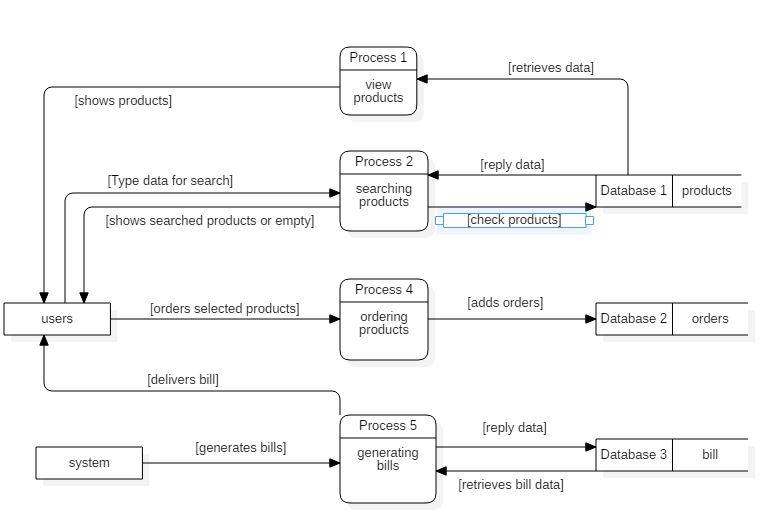 Process 1
[retrieves data]
view
products
[shows products]
Process 2
[reply data]
[Type data for search]
searching
products
Database 1 products
[shows searched products or empty]
[check products]
Process 4
[orders selected products]
[adds orders]
users
ordering
products
Database 2 orders
[delivers bill]
Process 5
[reply data]
[generates bills]
generating
bills
Database 3 bill
system
[retrieves bill data]